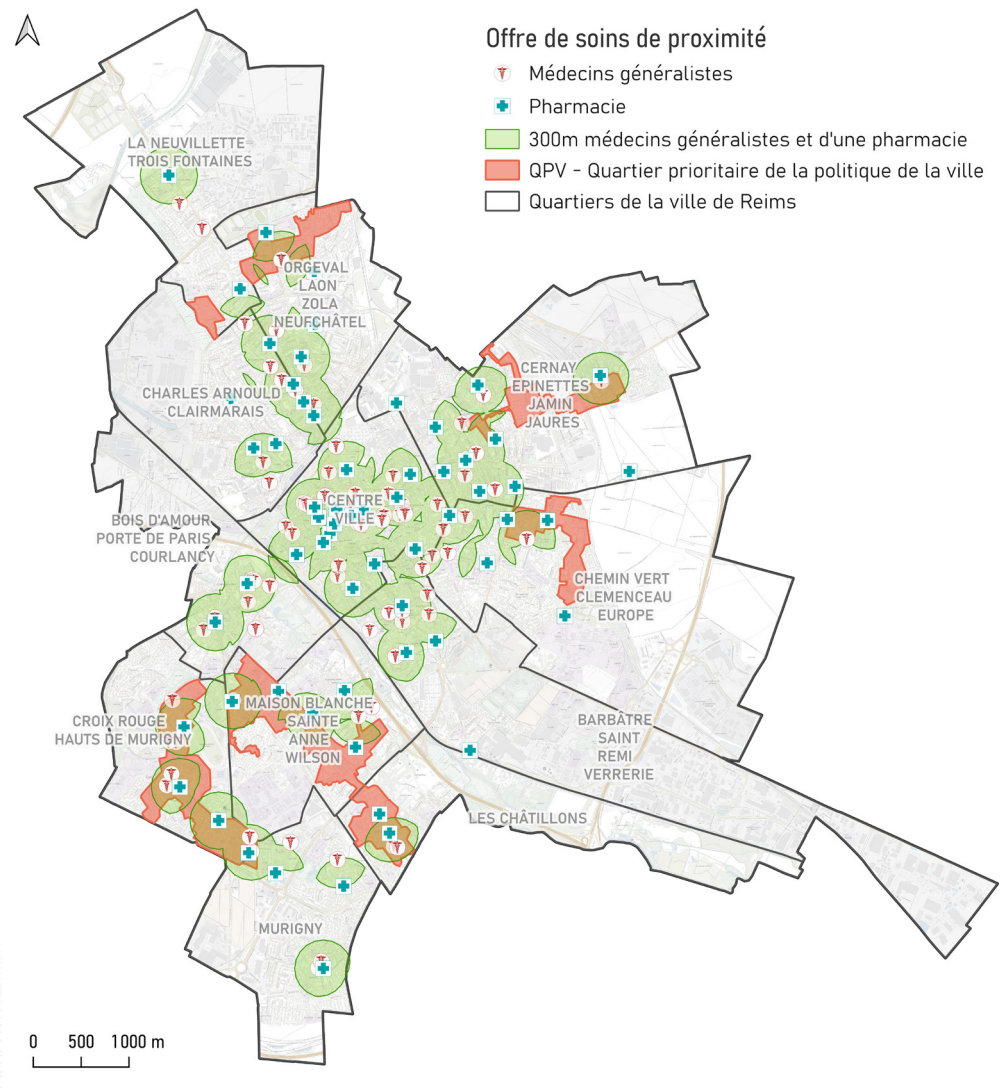 Offre de soins de proximité
Médecins généralistes
Pharmacie
300m médecins généralistes et d'une pharmacie
QPV - Quartier prioritaire de la politique de la ville
Quartiers de la ville de Reims
LA NEUVILLETTE
TROIS FONTAINES
ORGEVAL
LAON
ZOLA
NEUFCHÂTEL
CERNAY
EPINETTES
JAMIN
JAURES
CHARLES ARNOULD
CLAIRMARAIS
CENTRE
VILLE
BOIS D'AMOUR
PORTE DE PARIS
COURLANCY
CHEMIN VERT
CLEMENCEAU
EUROPE
MAISON BLANCHE
SAINTE
ANNE
WILSON
CROIX ROUGE
HAUTS DE MURIGNY
BARBÂTRE
SAINT
REMI
VERRERIE
LES CHÂTILLONS
MURIGNY
0 500 1000 m